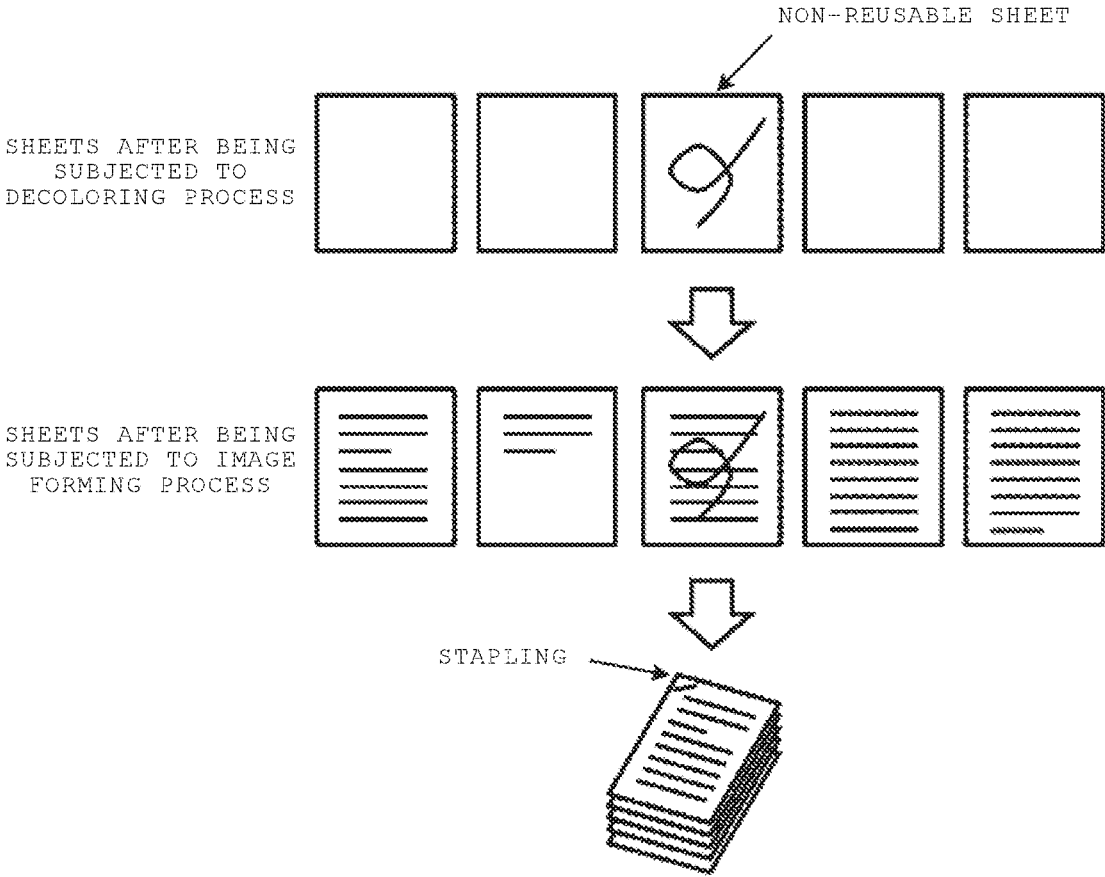 NON-REUSABLE SHEET
SHEETS AFTER BEING
SUBJECTED TO
DECOLORING PROCESS
SHEETS AFTER BEING
SUBJECTED TO IMAGE
FORMING PROCESS
STAPLING